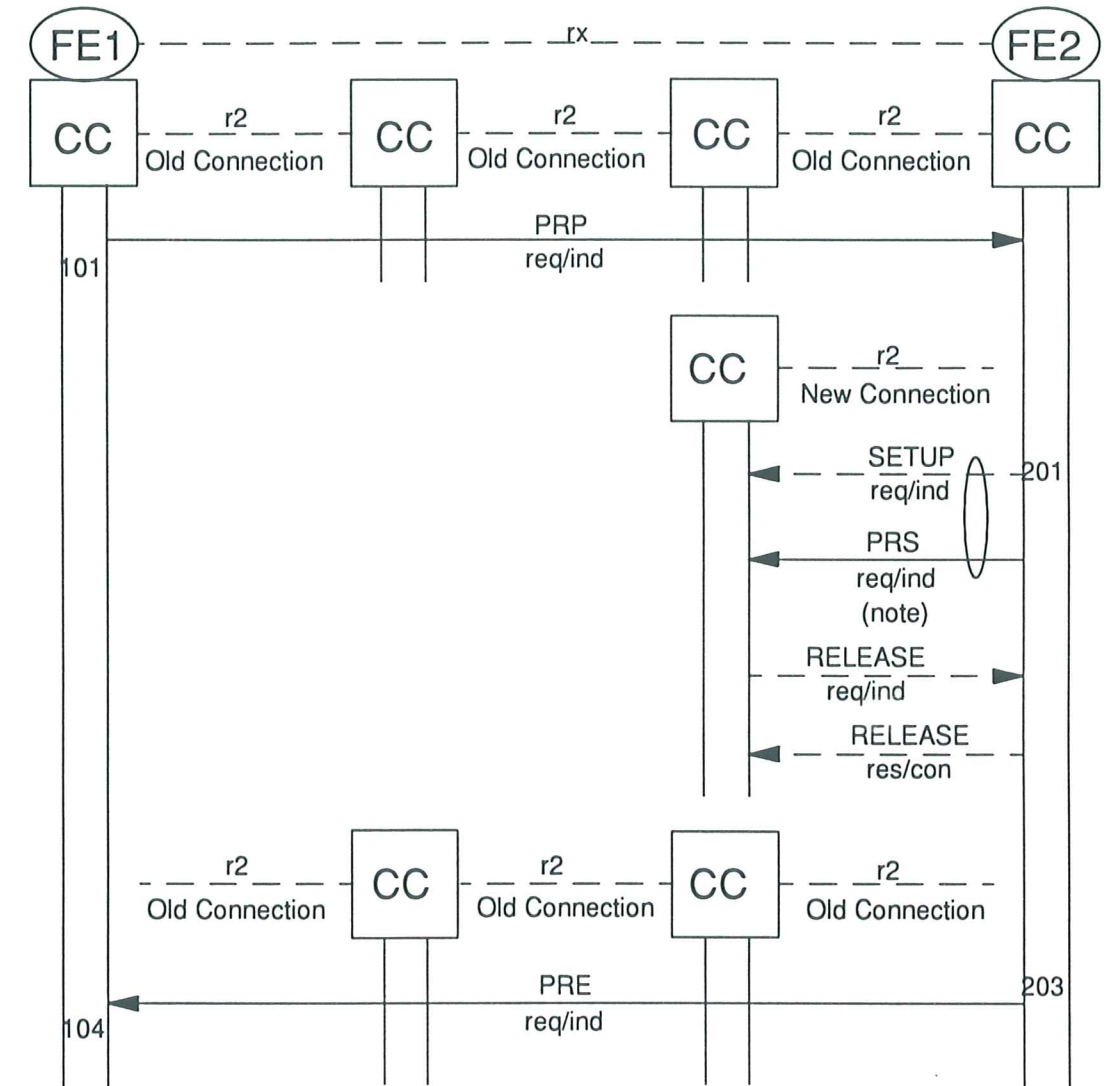 FE1
rx
FE2
CC
r2
Old Connection
CC
r2
Old Connection
CC
r2
Old Connection
CC
PRP
req/ind
101
CC
r2
New Connection
SETUP
req/ind
201
PRS
req/ind
(note)
RELEASE
req/ind
RELEASE
res/con
r2
Old Connection
CC
r2
Old Connection
CC
r2
Old Connection
PRE
req/ind
203
104